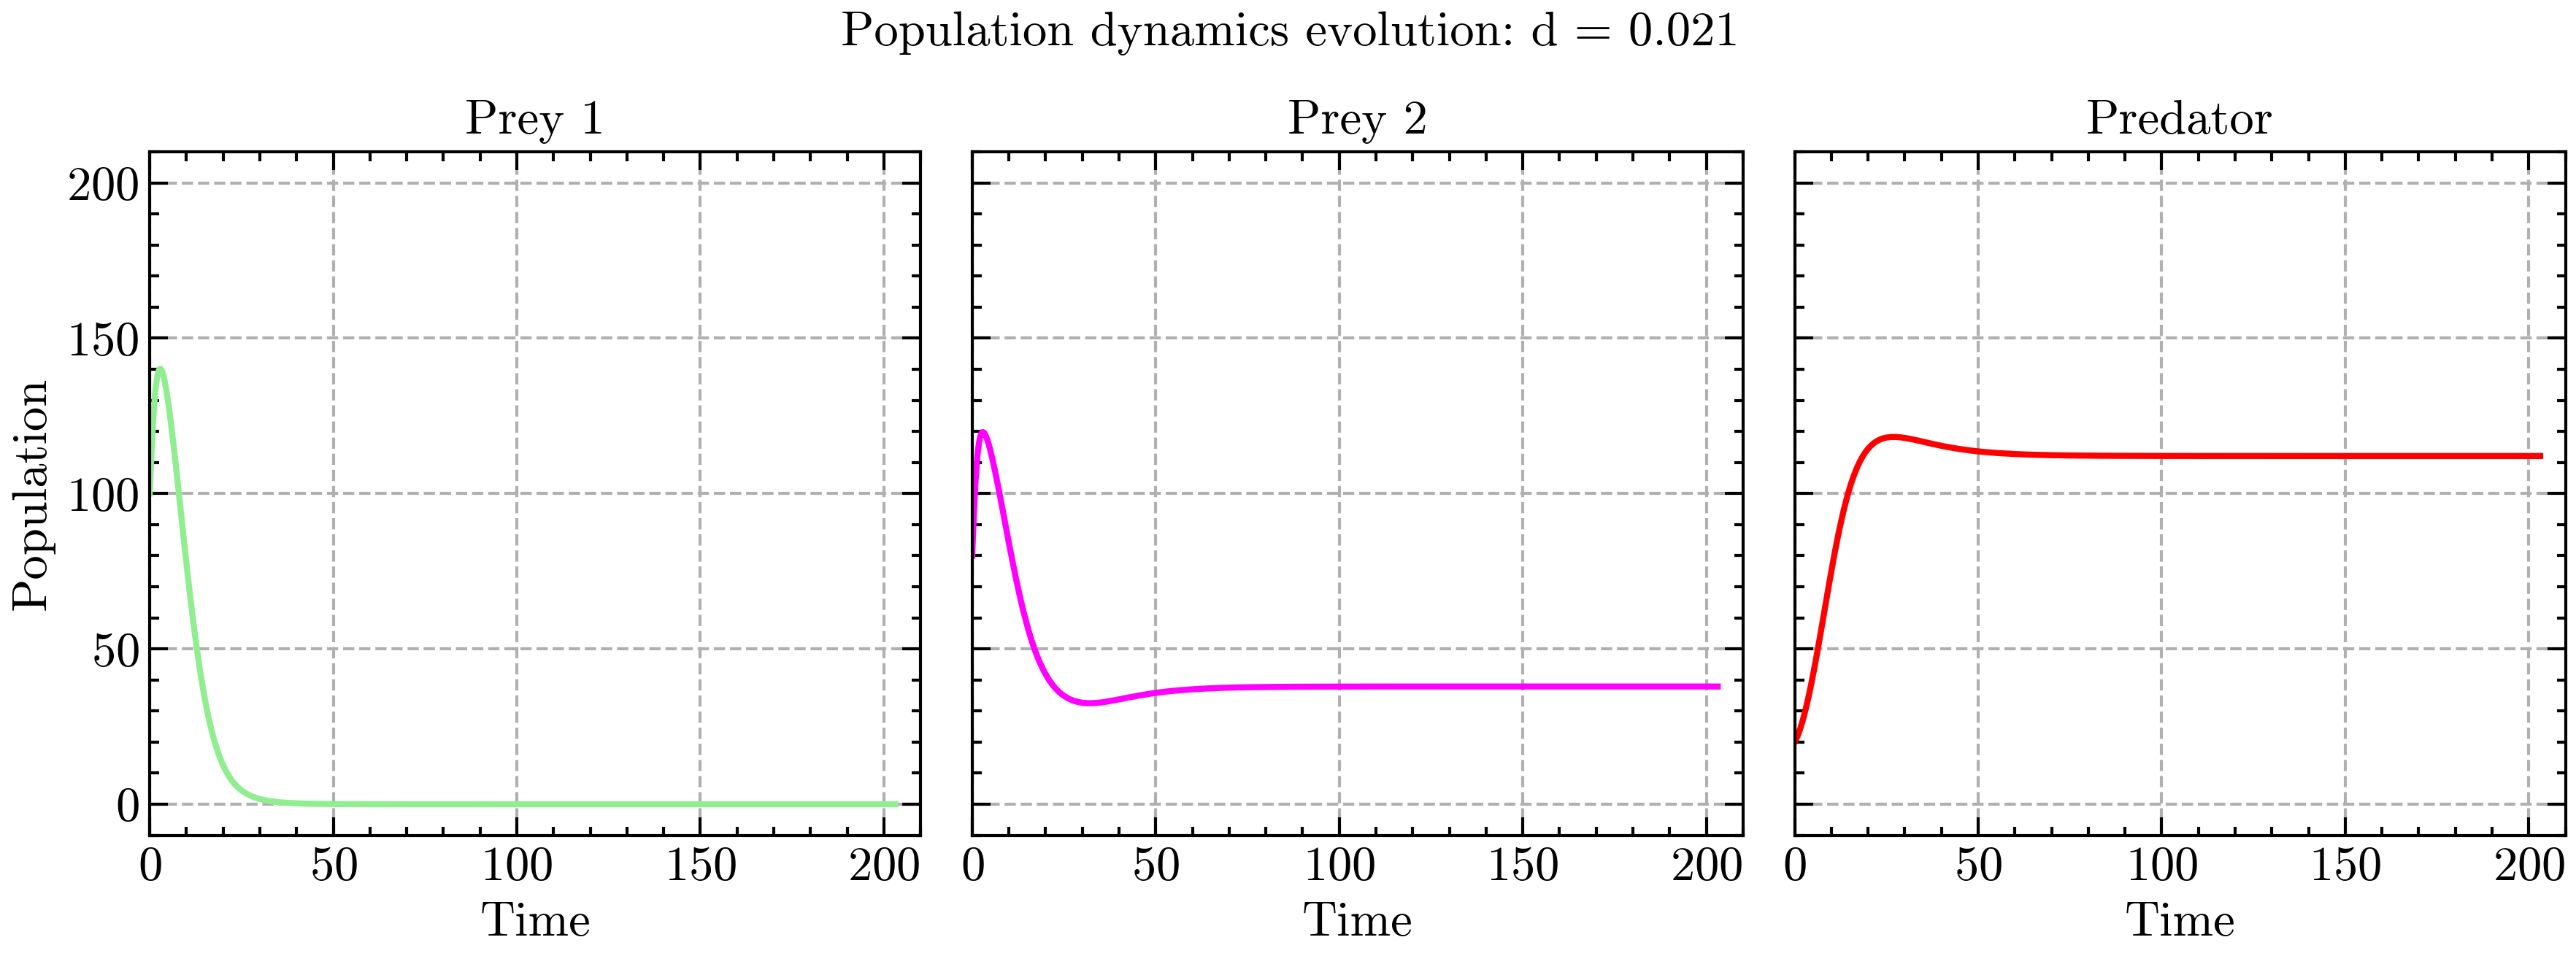 Population dynamics evolution: d = 0.021
Prey 1 Prey 2 Predator
Population
200
150
100
50
0
0 50 100 150 200 0 50 100 150 200 0 50 100 150 200
Time Time Time